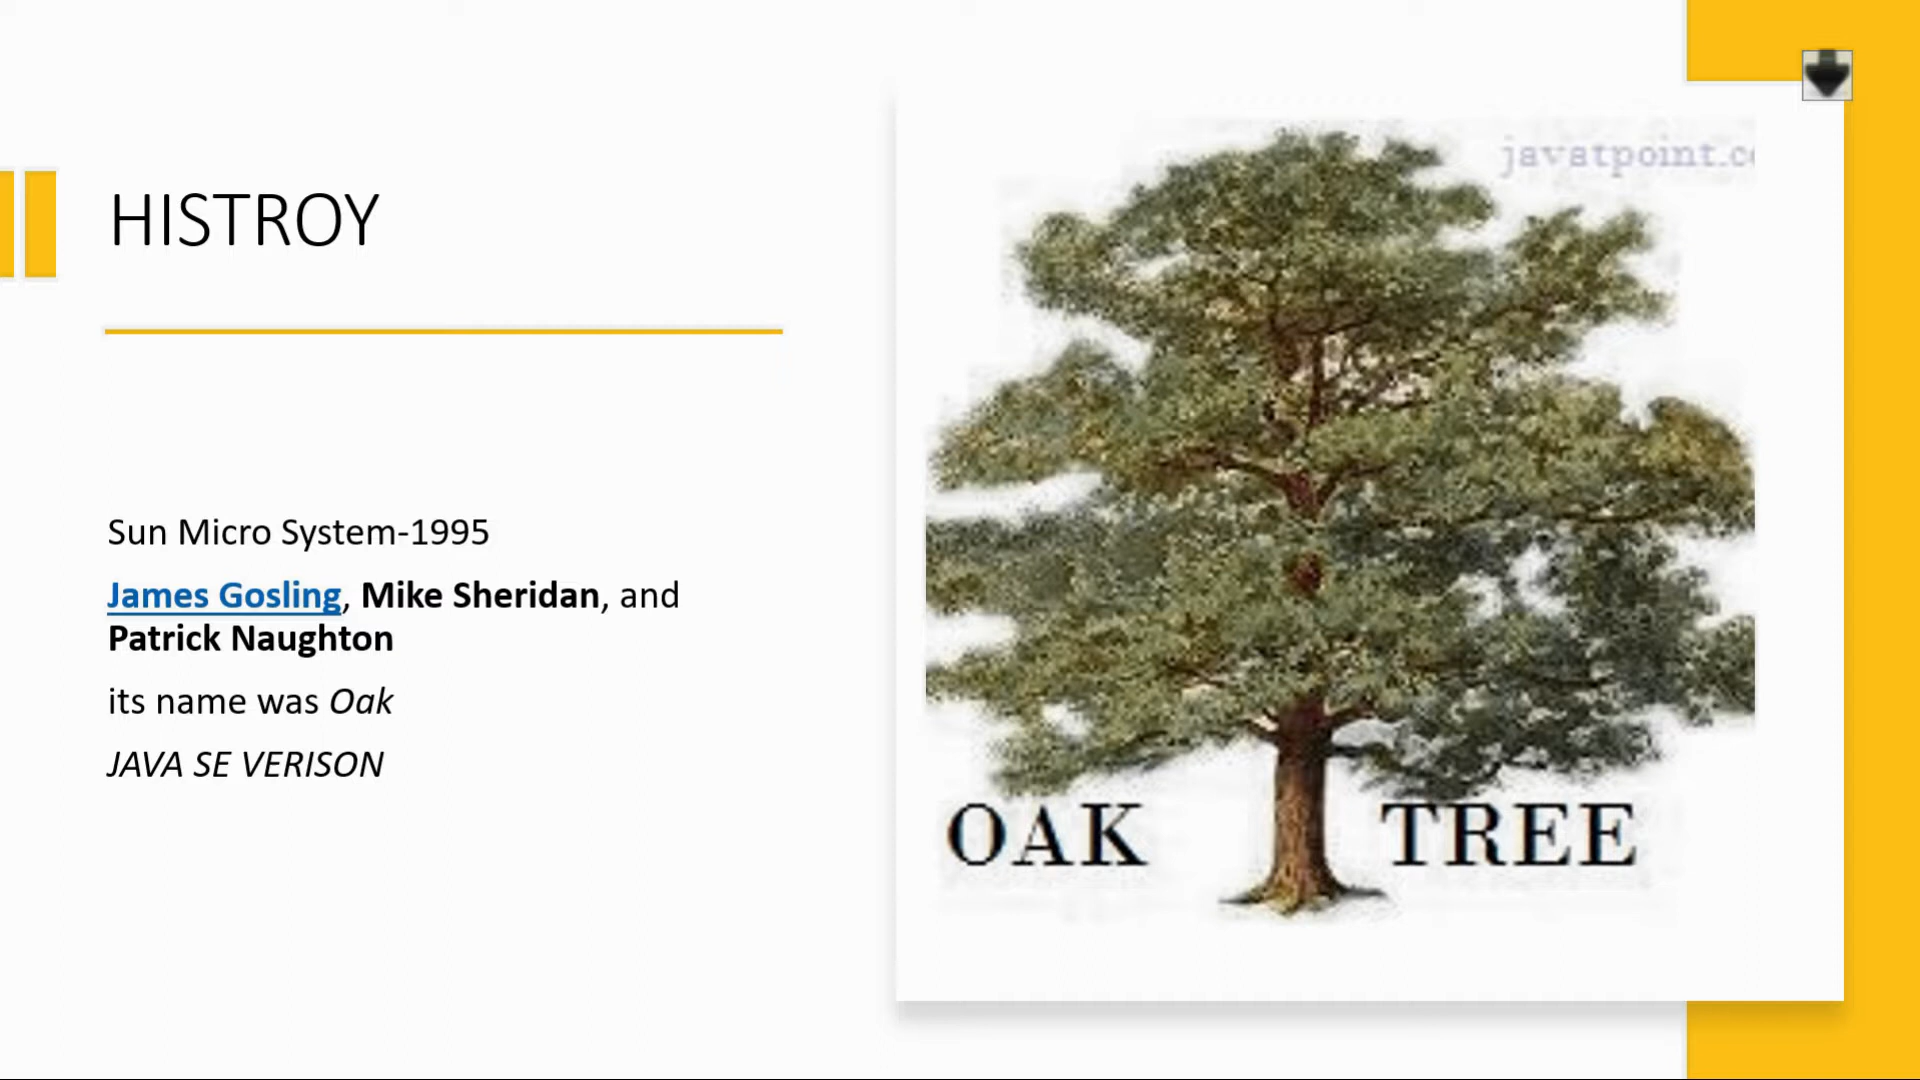 HISTROY
Sun Micro System-1995
James Gosling, Mike Sheridan, and
Patrick Naughton
its name was Oak
JAVA SE VERISON
javatpoint.co
OAK TREE